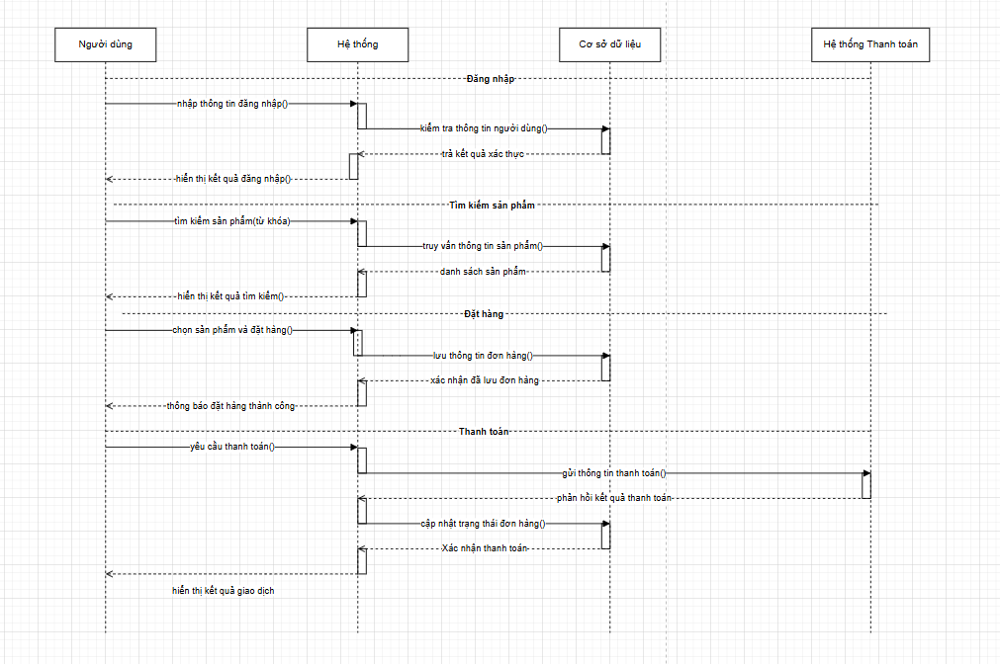 Người dùng
Hệ thống
Cơ sở dữ liệu
Hệ thống Thanh toán
Đăng nhập
nhập thông tin đăng nhập()
kiểm tra thông tin người dùng()
trả kết quả xác thực
hiển thị kết quả đăng nhập()
Tìm kiếm sản phẩm
tìm kiếm sản phẩm(từ khóa)
truy vấn thông tin sản phẩm()
danh sách sản phẩm
hiển thị kết quả tìm kiếm()
Đặt hàng
chọn sản phẩm và đặt hàng()
lưu thông tin đơn hàng()
xác nhận đã lưu đơn hàng
thông báo đặt hàng thành công
Thanh toán
yêu cầu thanh toán()
gửi thông tin thanh toán()
phản hồi kết quả thanh toán
cập nhật trạng thái đơn hàng()
Xác nhận thanh toán
hiển thị kết quả giao dịch